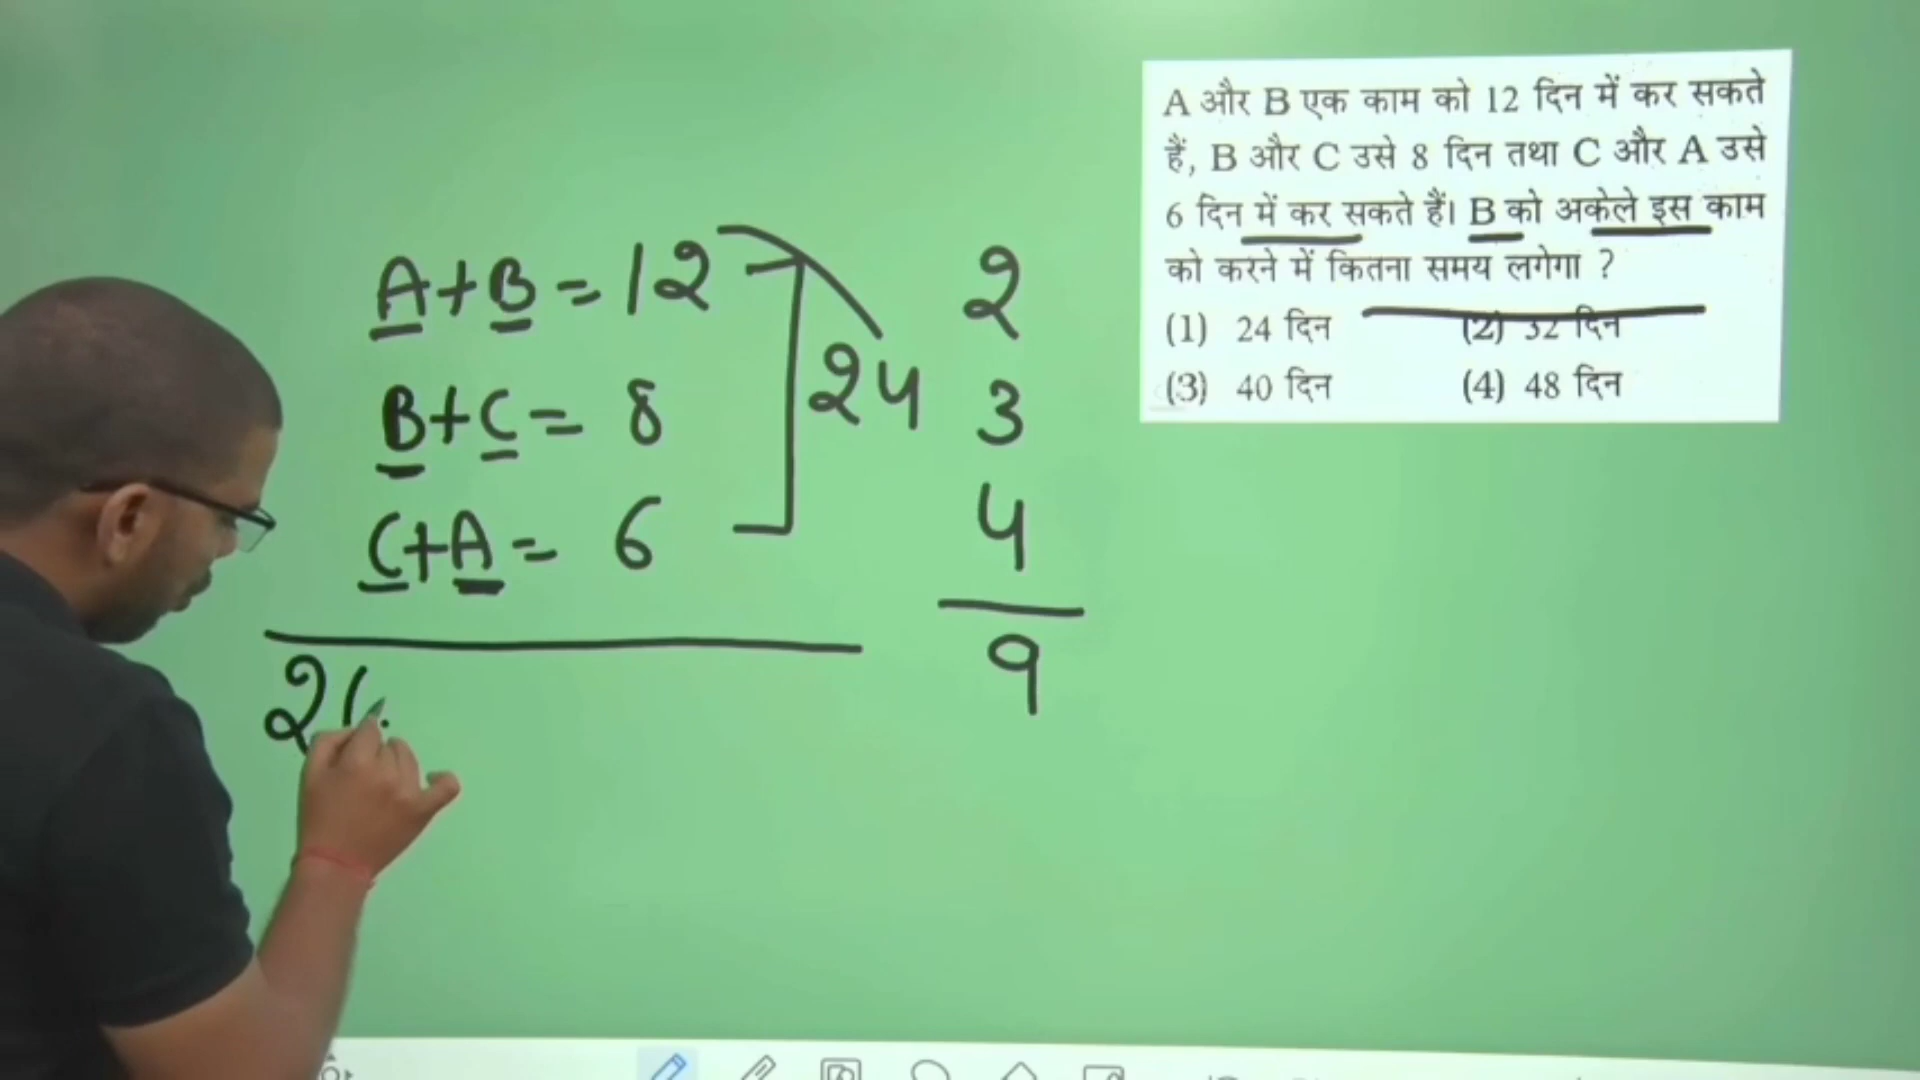 A और B एक काम को 12 दिन में कर सकते
हैं, B और C उसे 8 दिन तथा C और A उसे
6 दिन में कर सकते हैं। B को अकेले इस काम
को करने में कितना समय लगेगा ?
(1) 24 दिन (2) 32 दिन
(3) 40 दिन (4) 48 दिन
A+B = 12
B+C = 8
C+A = 6
24
2
3
4
9
2(